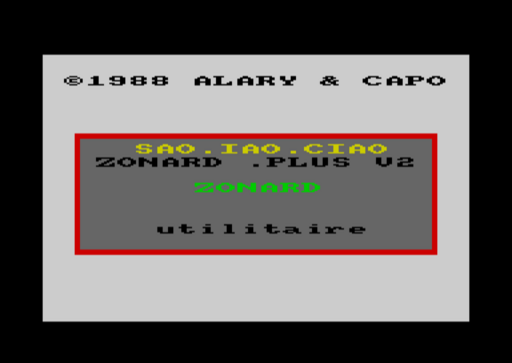 ©1988 ALARY & CAPO
SAO.IAO.CIAO
ZONARD .PLUS V2
ZONARD
utilitaire